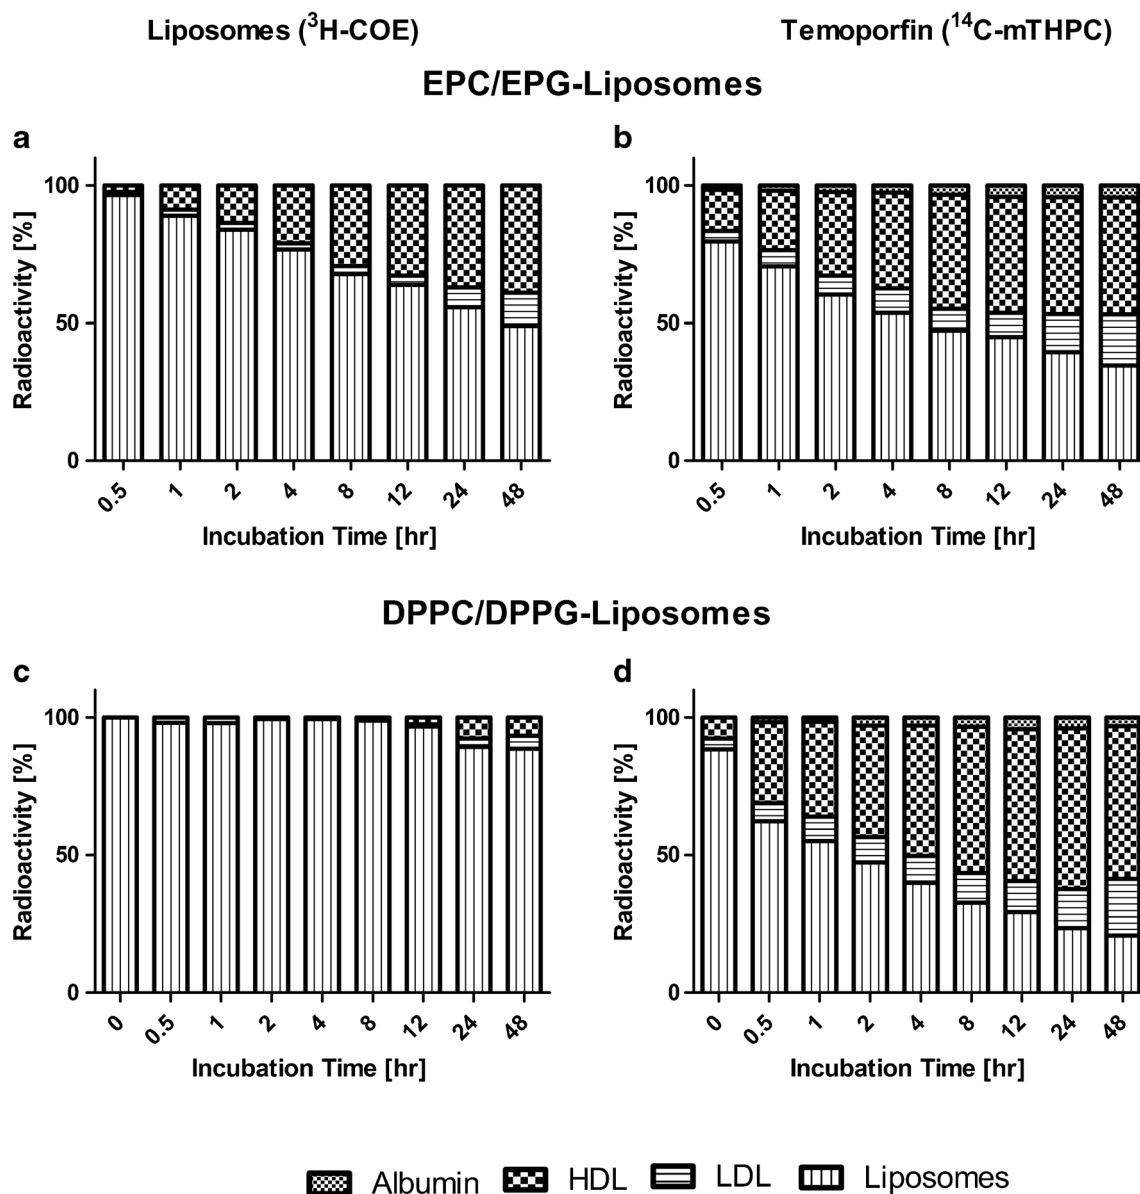 Liposomes (³H-COE)
Temoporfin (¹⁴C-mTHPC)
EPC/EPG-Liposomes
a
b
Radioactivity [%]
100
50
0
0.5 1 2 4 8 12 24 48
Incubation Time [hr]
Radioactivity [%]
100
50
0
0.5 1 2 4 8 12 24 48
Incubation Time [hr]
DPPC/DPPG-Liposomes
c
d
Radioactivity [%]
100
50
0
0 0.5 1 2 4 8 12 24 48
Incubation Time [hr]
Radioactivity [%]
100
50
0
0 0.5 1 2 4 8 12 24 48
Incubation Time [hr]
Albumin HDL LDL Liposomes